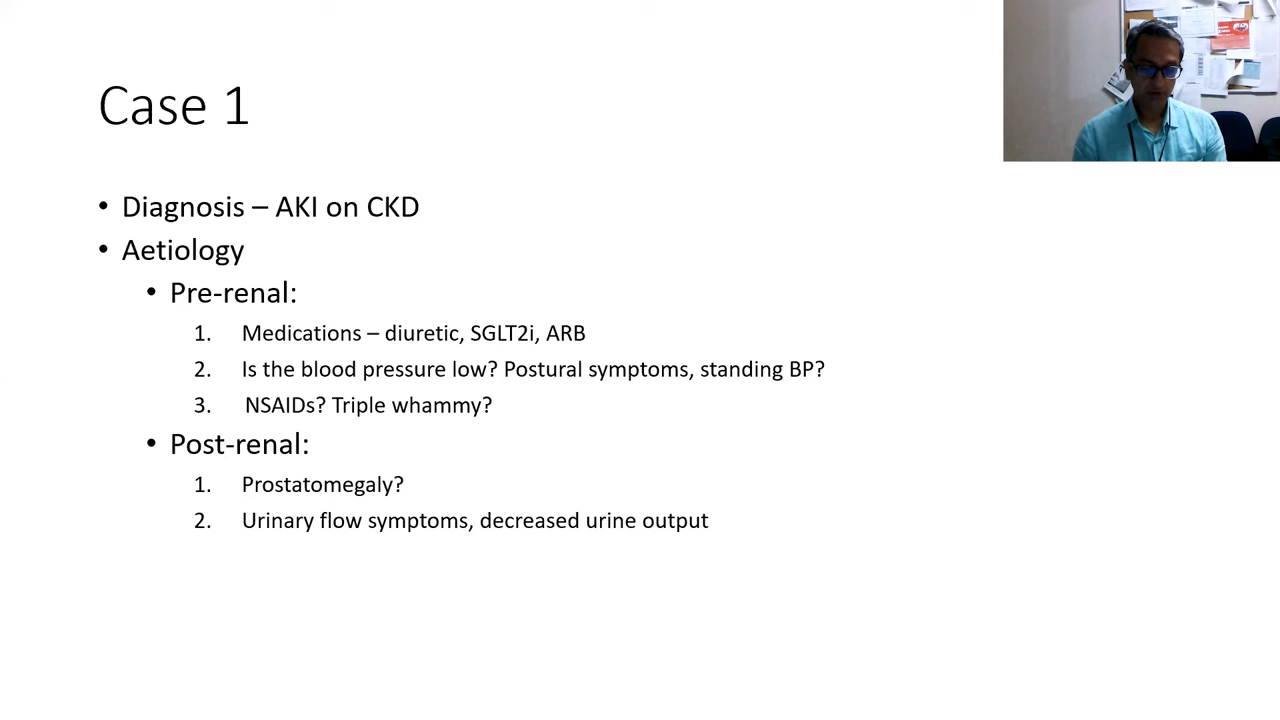 Case 1
• Diagnosis – AKI on CKD
• Aetiology
• Pre-renal:
1. Medications – diuretic, SGLT2i, ARB
2. Is the blood pressure low? Postural symptoms, standing BP?
3. NSAIDs? Triple whammy?
• Post-renal:
1. Prostatomegaly?
2. Urinary flow symptoms, decreased urine output